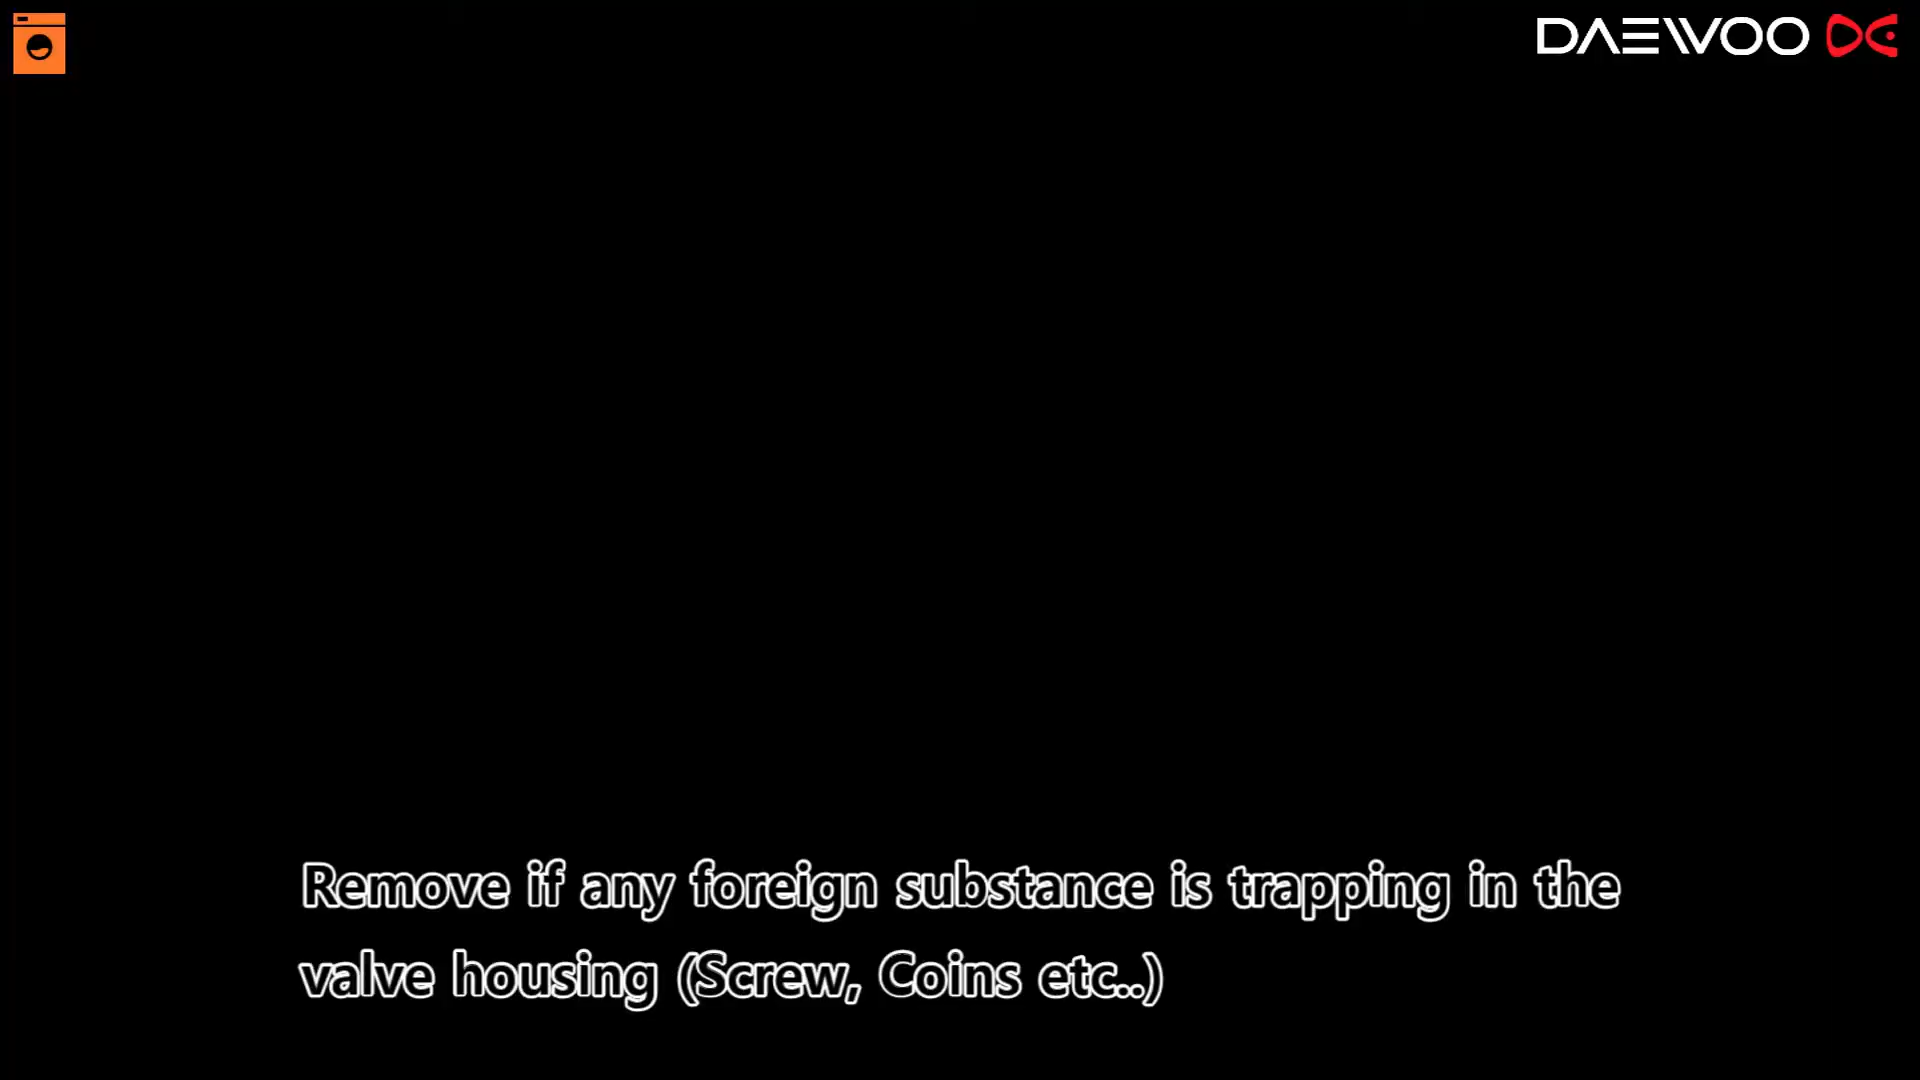 DAEWOO
Remove if any foreign substance is trapping in the
valve housing (Screw, Coins etc..)